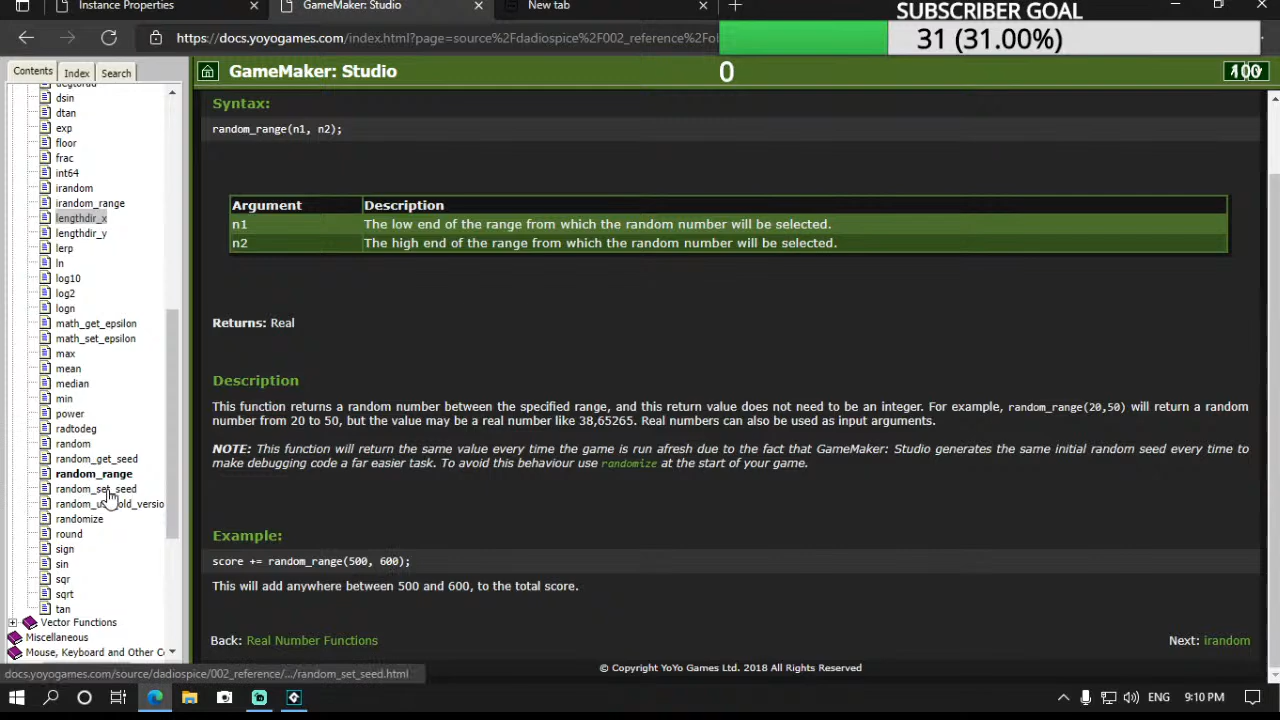 Instance Properties
GameMaker: Studio
New tab
SUBSCRIBER GOAL
31 (31.00%)
https://docs.yoyogames.com/index.html?page=source%2Fdadiospice%2F002_reference%2F
Contents
Index
Search
GameMaker: Studio
0
dsin
dtan
exp
floor
frac
int64
irandom
irandom_range
lengthdir_x
lengthdir_y
lerp
ln
log10
log2
logn
math_get_epsilon
math_set_epsilon
max
mean
median
min
power
radtodeg
random
random_get_seed
random_range
random_set_seed
randomize
round
sign
sin
sqr
sqrt
tan
Vector Functions
Miscellaneous
Mouse, Keyboard and Other C
Syntax:
random_range(n1, n2);
Argument Description
n1 The low end of the range from which the random number will be selected.
n2 The high end of the range from which the random number will be selected.
Returns: Real
Description
This function returns a random number between the specified range, and this return value does not need to be an integer. For example, random_range(20,50) will return a random
number from 20 to 50, but the value may be a real number like 38,65265. Real numbers can also be used as input arguments.
NOTE: This function will return the same value every time the game is run afresh due to the fact that GameMaker: Studio generates the same initial random seed every time to
make debugging code a far easier task. To avoid this behaviour use randomize at the start of your game.
Example:
score += random_range(500, 600);
This will add anywhere between 500 and 600, to the total score.
Back: Real Number Functions
Next: irandom
© Copyright YoYo Games Ltd. 2018 All Rights Reserved
docs.yoyogames.com/source/dadiospice/002_reference/.../random_set_seed.html
ENG
9:10 PM